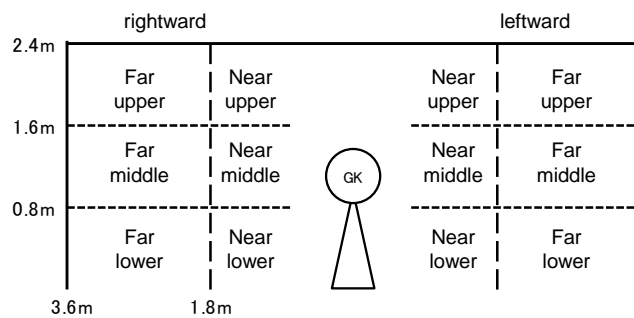 rightward leftward
2.4m
Far Near Near Far
upper upper upper upper
1.6m
Far Near Near Far
middle middle GK middle middle
0.8m
Far Near Near Far
lower lower lower lower
3.6m 1.8m